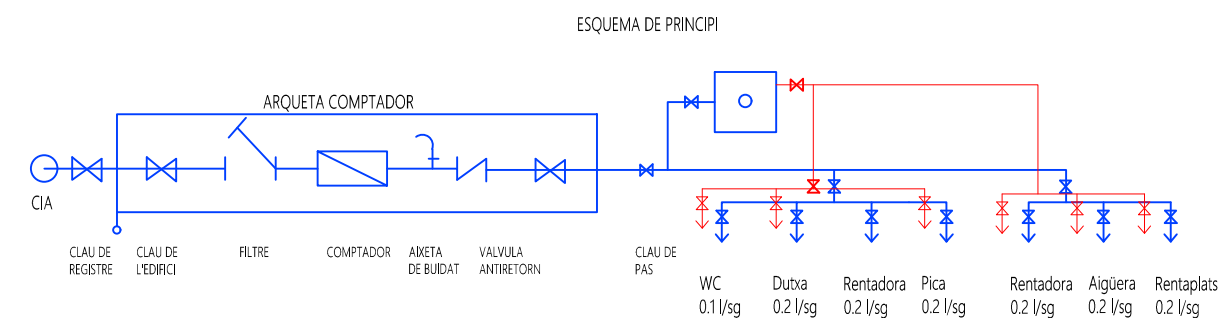 ESQUEMA DE PRINCIPI
ARQUETA COMPTADOR
CIA
CLAU DE
REGISTRE
CLAU DE
L'EDIFICI
FILTRE
COMPTADOR
AÍXETA
DE BUÍDAT
VALVULA
ANTIRETORN
CLAU DE
PAS
WC
0.1 l/sg
Dutxa
0.2 l/sg
Rentadora
0.2 l/sg
Pica
0.2 l/sg
Rentadora
0.2 l/sg
Aigüera
0.2 l/sg
Rentaplats
0.2 l/sg